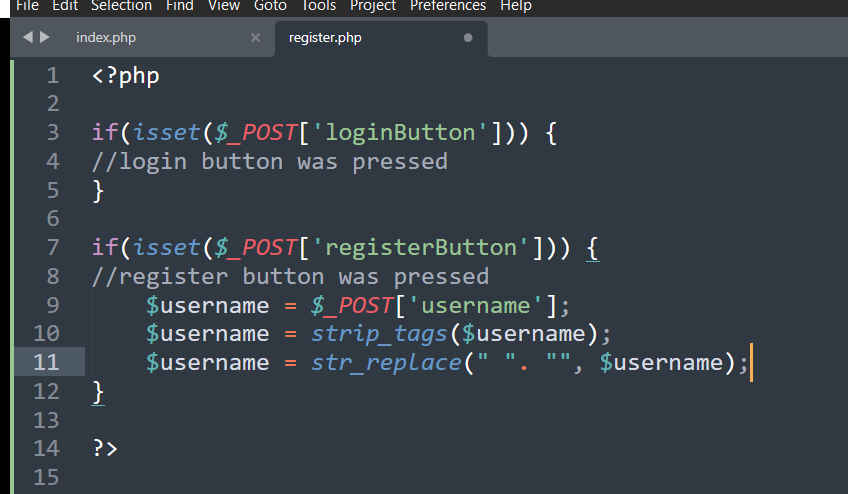 File Edit Selection Find View Goto Tools Project Preferences Help
index.php × register.php
1 <?php
2
3 if(isset($_POST['loginButton'])) {
4 //login button was pressed
5 }
6
7 if(isset($_POST['registerButton'])) {
8 //register button was pressed
9 $username = $_POST['username'];
10 $username = strip_tags($username);
11 $username = str_replace(" ". "", $username);
12 }
13
14 ?>
15